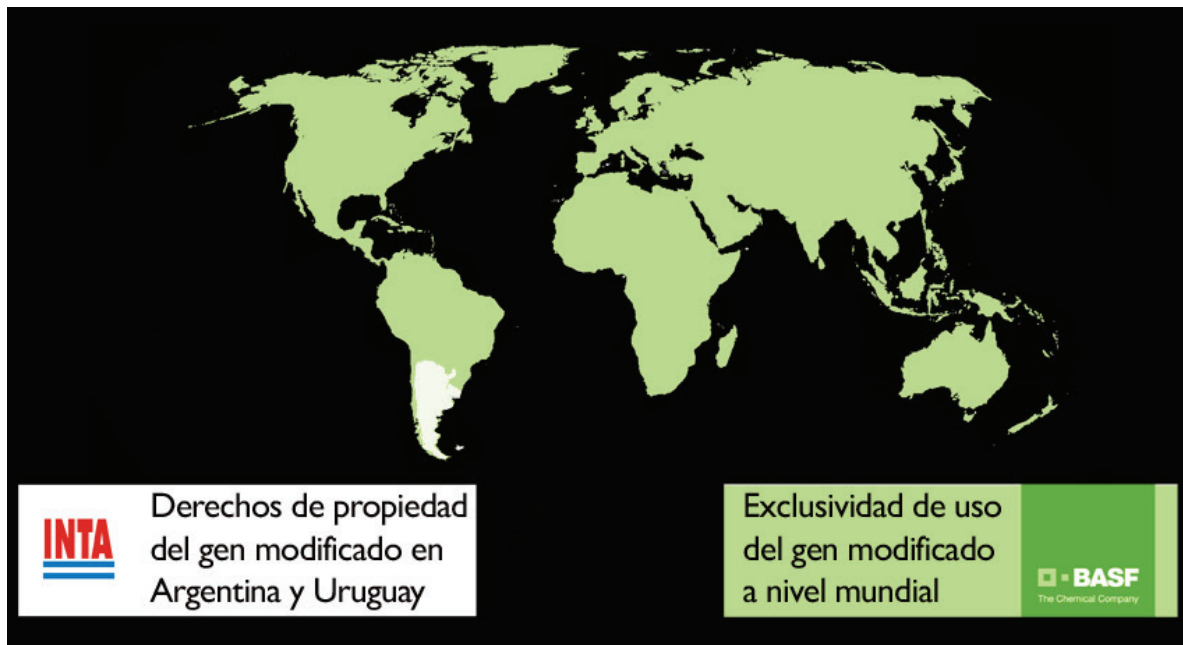 INTA
Derechos de propiedad
del gen modificado en
Argentina y Uruguay
Exclusividad de uso
del gen modificado
a nivel mundial
BASF
The Chemical Company